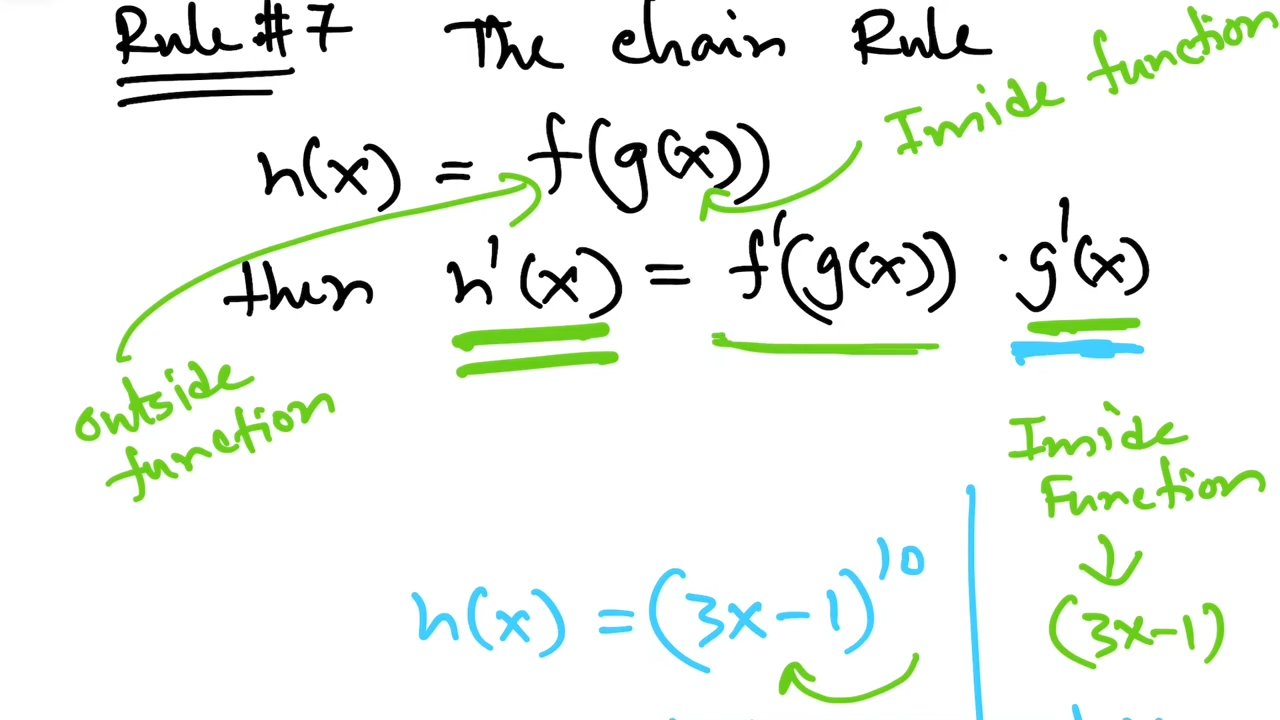 Rule #7 The chain Rule
Inside function
h(x) = f(g(x))
then h'(x) = f'(g(x)) · g'(x)
outside
function
Inside
Function
h(x) = (3x-1)^10
(3x-1)